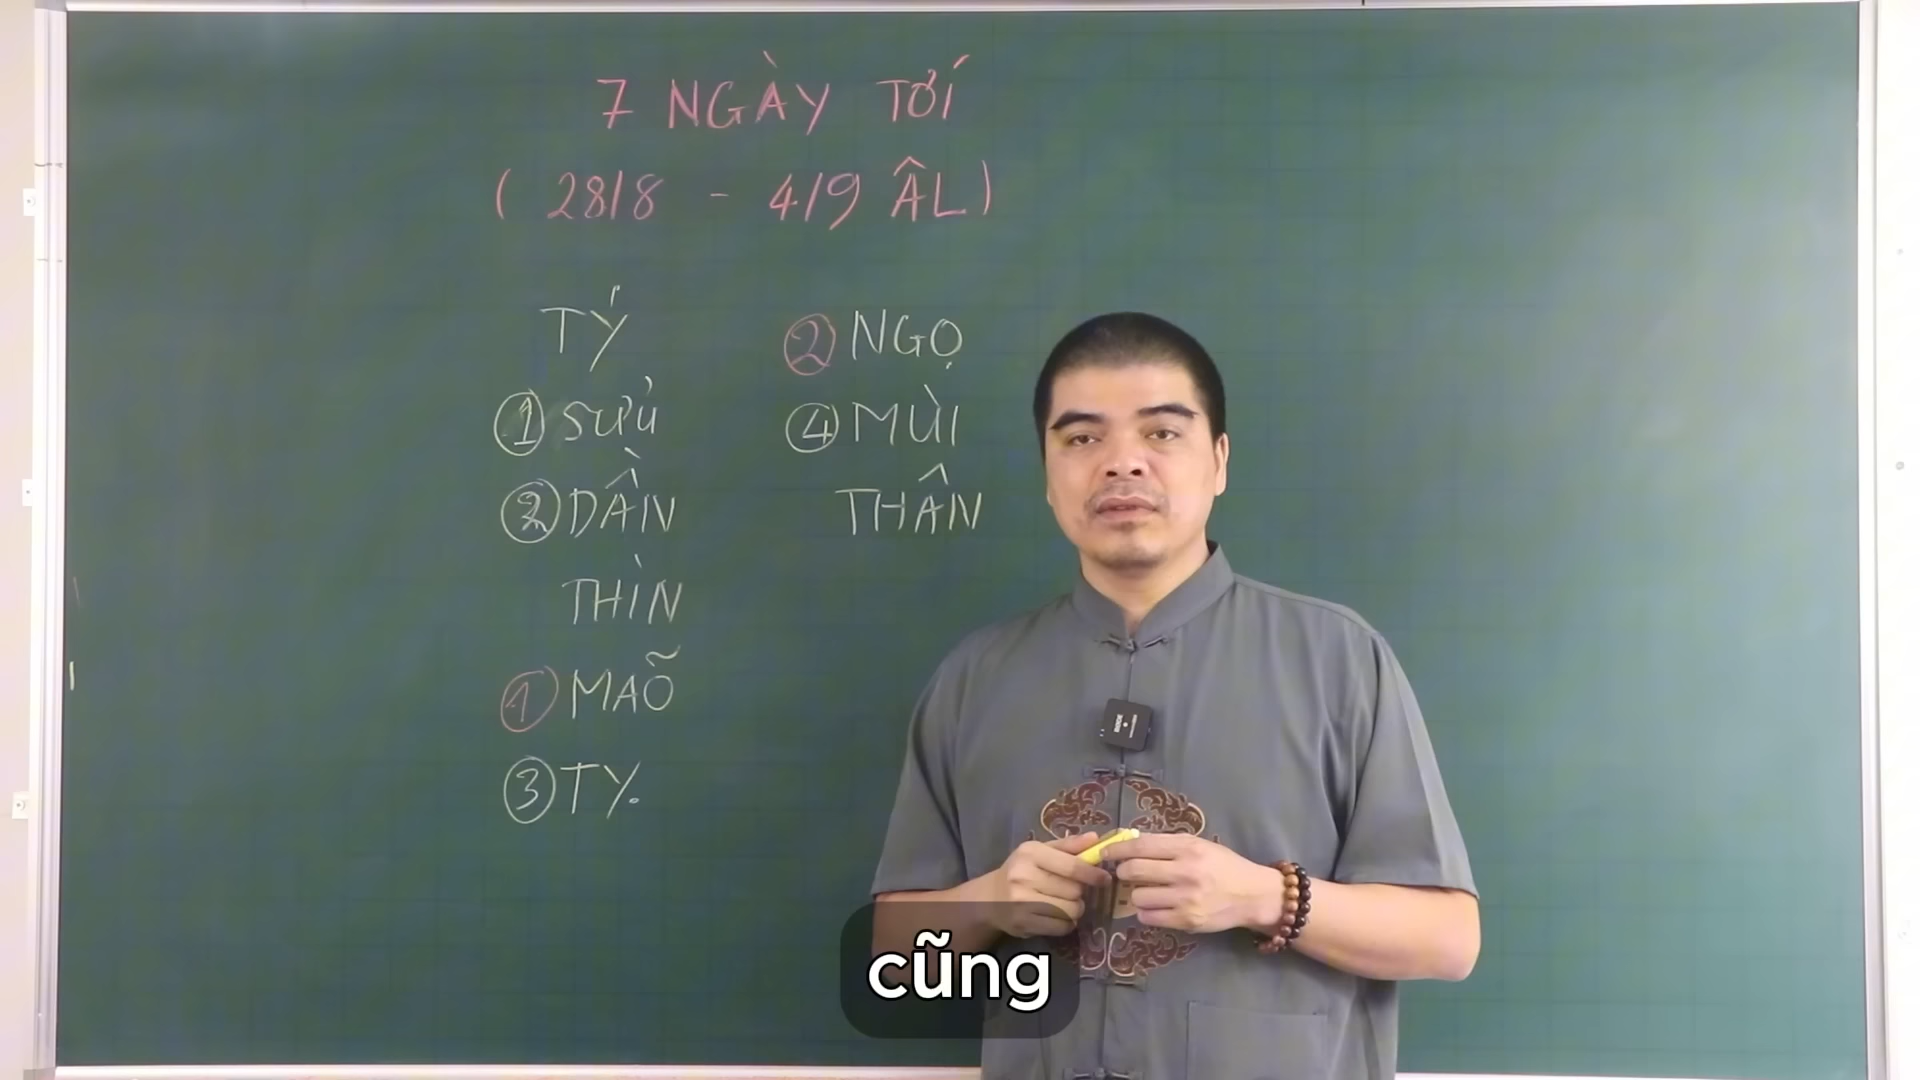 7 NGÀY TỚI
( 28/8 - 4/9 ÂL )
TÝ
① SỬU
② DẦN
THÌN
① MAÕ
③ TỴ
② NGỌ
④ MÙI
THÂN
cũng